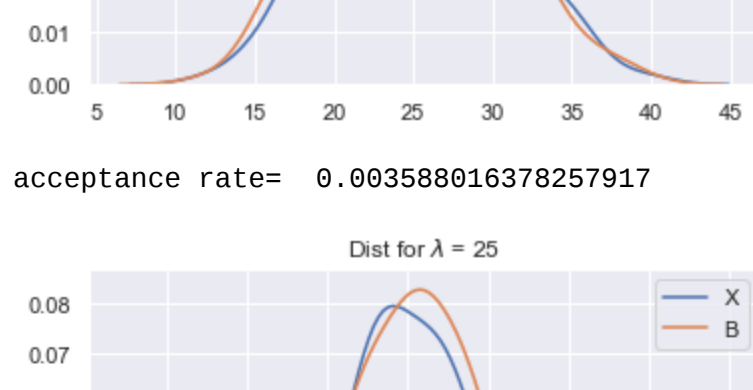 0.01
0.00
5 10 15 20 25 30 35 40 45
acceptance rate=  0.003588016378257917
Dist for λ = 25
0.08
X
B
0.07